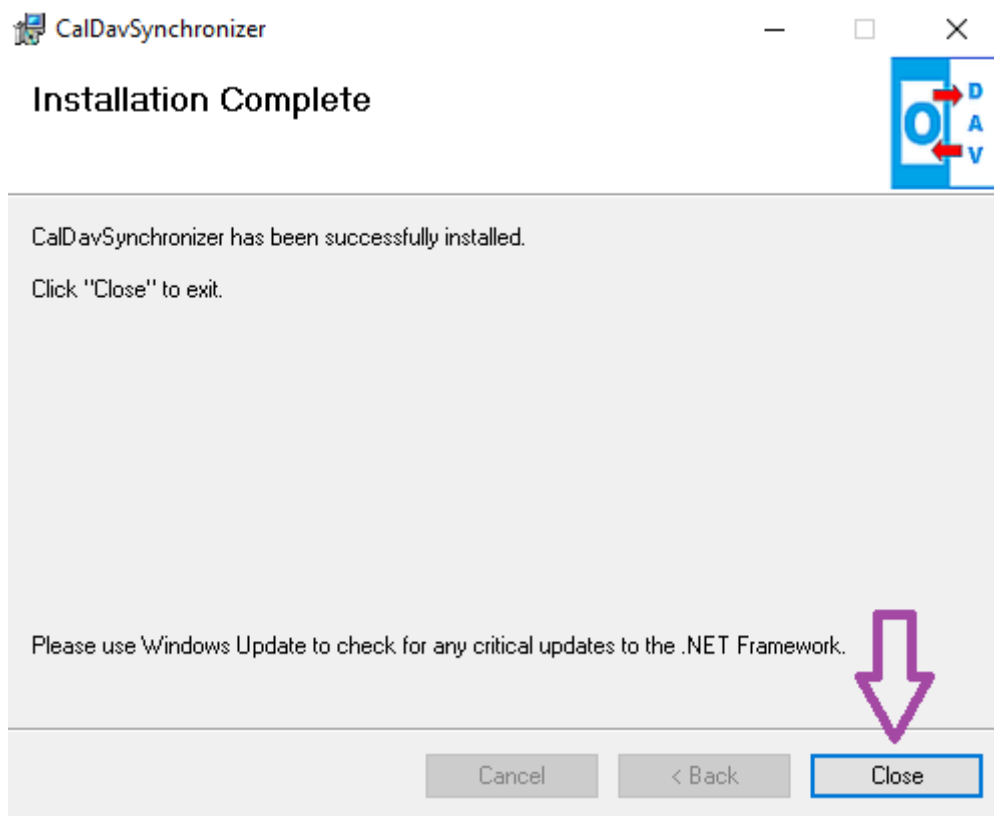 CalDavSynchronizer
Installation Complete
O
D
A
V
CalDavSynchronizer has been successfully installed.
Click "Close" to exit.
Please use Windows Update to check for any critical updates to the .NET Framework.
Cancel
< Back
Close